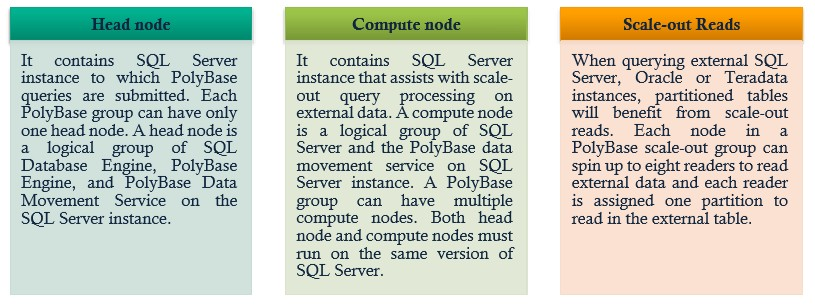 Head node
It contains SQL Server
instance to which PolyBase
queries are submitted. Each
PolyBase group can have only
one head node. A head node is
a logical group of SQL
Database Engine, PolyBase
Engine, and PolyBase Data
Movement Service on the
SQL Server instance.
Compute node
It contains SQL Server
instance that assists with scale-
out query processing on
external data. A compute node
is a logical group of SQL
Server and the PolyBase data
movement service on SQL
Server instance. A PolyBase
group can have multiple
compute nodes. Both head
node and compute nodes must
run on the same version of
SQL Server.
Scale-out Reads
When querying external SQL
Server, Oracle or Teradata
instances, partitioned tables
will benefit from scale-out
reads. Each node in a
PolyBase scale-out group can
spin up to eight readers to read
external data and each reader
is assigned one partition to
read in the external table.